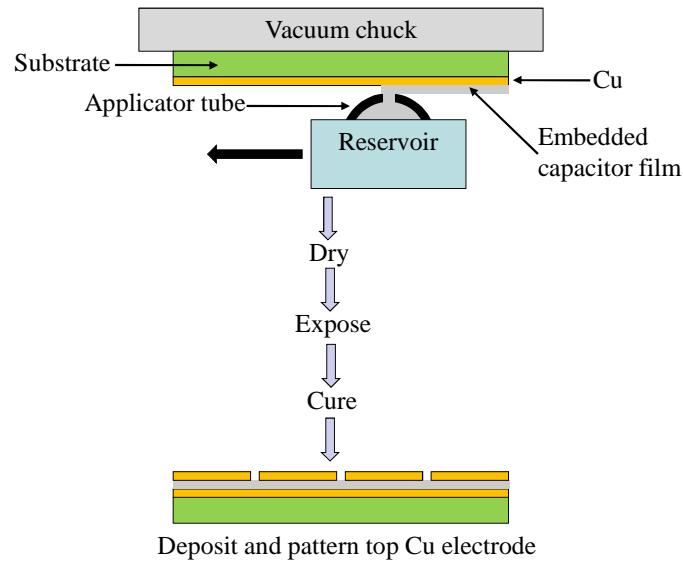 Vacuum chuck
Substrate
Cu
Applicator tube
Embedded
capacitor film
Reservoir
Dry
Expose
Cure
Deposit and pattern top Cu electrode